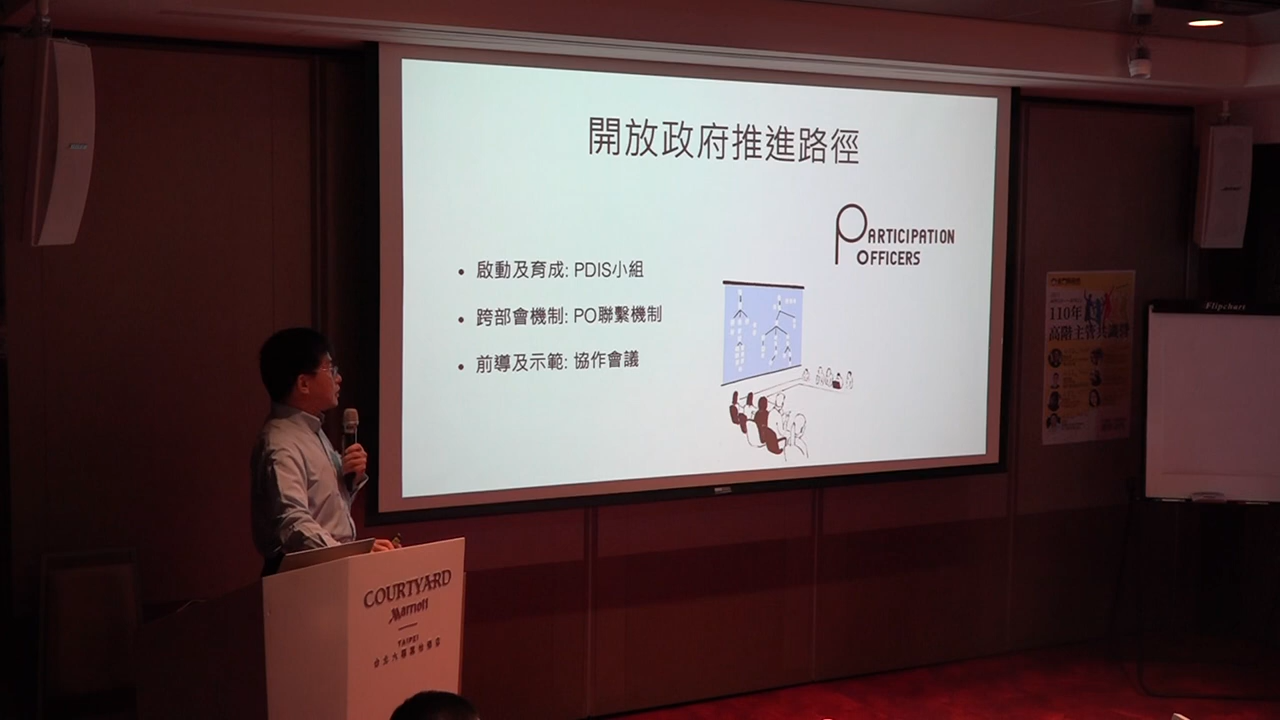 開放政府推進路徑
PARTICIPATION
OFFICERS
• 啟動及育成: PDIS小組
• 跨部會機制: PO聯繫機制
• 前導及示範: 協作會議
Flipchart
110年
高階主管共識營
COURTYARD
Marriott
TAIPEI